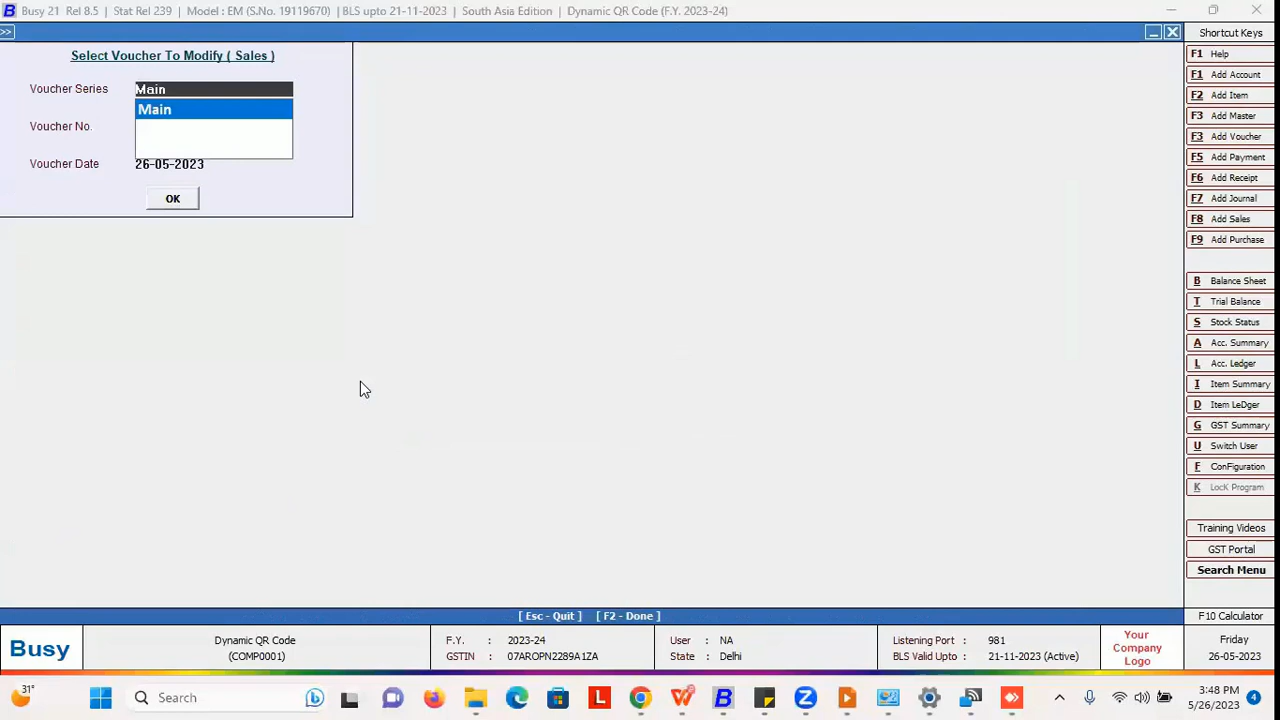 Busy 21 Rel 8.5 | Stat Rel 239 | Model : EM (S.No. 19119670) | BLS upto 21-11-2023 | South Asia Edition | Dynamic QR Code (F.Y. 2023-24)
>>
Shortcut Keys
Select Voucher To Modify ( Sales )
Voucher Series Main
Main
Voucher No.
Voucher Date 26-05-2023
OK
F1 Help
F1 Add Account
F2 Add Item
F3 Add Master
F3 Add Voucher
F5 Add Payment
F6 Add Receipt
F7 Add Journal
F8 Add Sales
F9 Add Purchase
B Balance Sheet
T Trial Balance
S Stock Status
A Acc. Summary
L Acc. Ledger
I Item Summary
D Item LeDger
G GST Summary
U Switch User
F ConFiguration
K LocK Program
Training Videos
GST Portal
Search Menu
[ Esc - Quit ] [ F2 - Done ]
F10 Calculator
Busy
Dynamic QR Code
(COMP0001)
F.Y. : 2023-24
GSTIN : 07AROPN2289A1ZA
User : NA
State : Delhi
Listening Port : 981
BLS Valid Upto : 21-11-2023 (Active)
Your
Company
Logo
Friday
26-05-2023
31°
Search
3:48 PM
5/26/2023
4